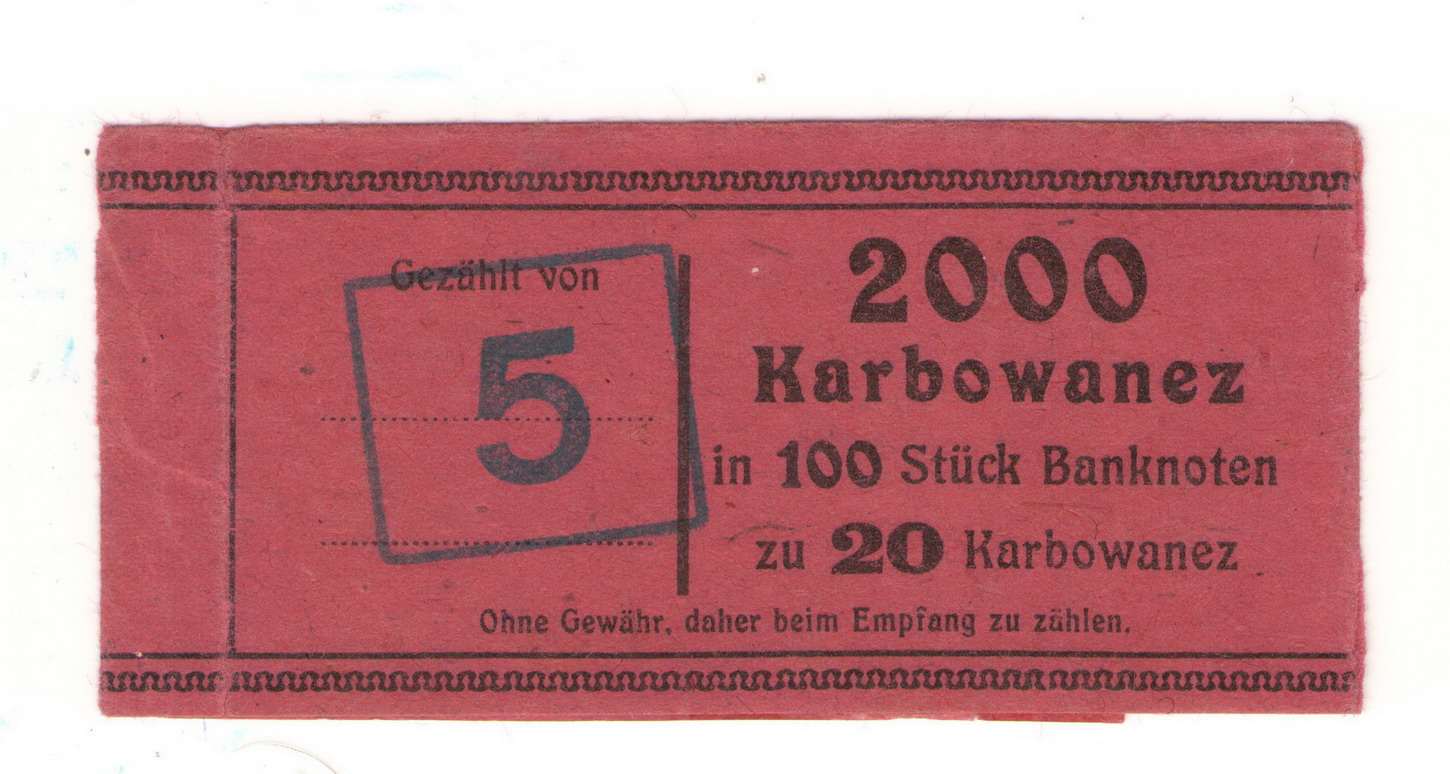 Gezählt von
5
2000
Karbowanez
in 100 Stück Banknoten
zu 20 Karbowanez
Ohne Gewähr, daher beim Empfang zu zählen.